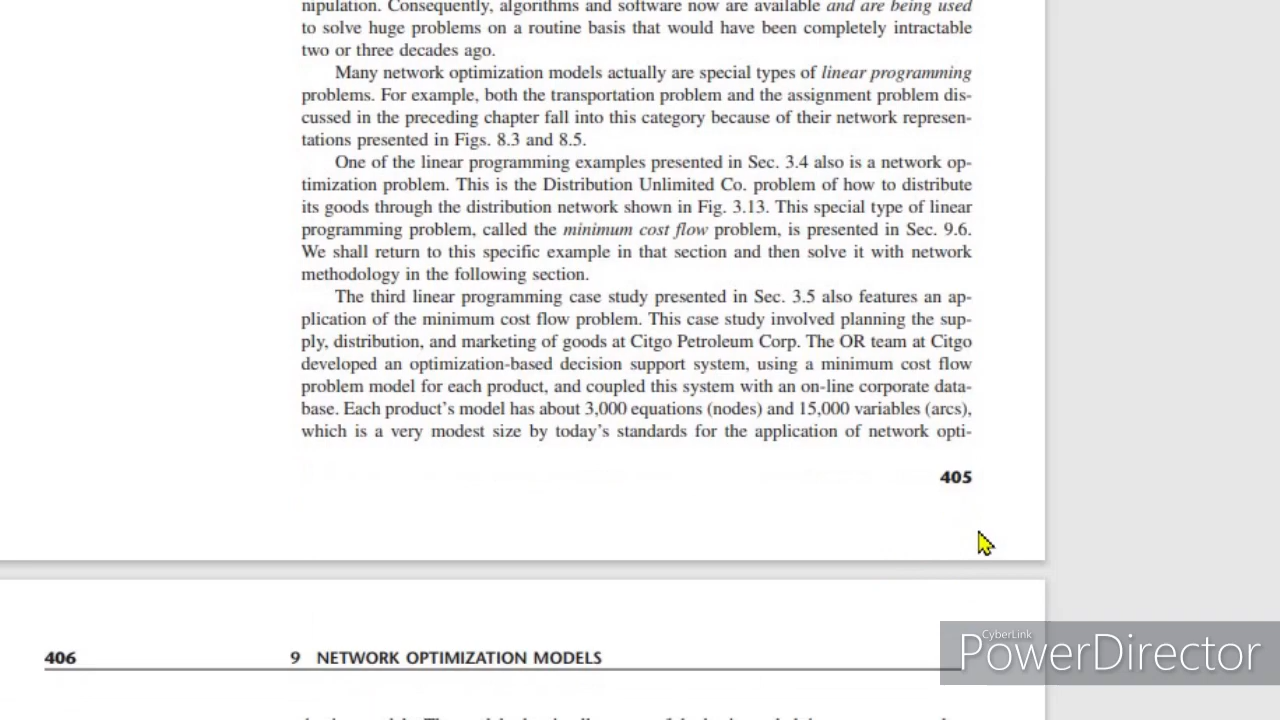 nipulation. Consequently, algorithms and software now are available and are being used
to solve huge problems on a routine basis that would have been completely intractable
two or three decades ago.
Many network optimization models actually are special types of linear programming
problems. For example, both the transportation problem and the assignment problem dis-
cussed in the preceding chapter fall into this category because of their network represen-
tations presented in Figs. 8.3 and 8.5.
One of the linear programming examples presented in Sec. 3.4 also is a network op-
timization problem. This is the Distribution Unlimited Co. problem of how to distribute
its goods through the distribution network shown in Fig. 3.13. This special type of linear
programming problem, called the minimum cost flow problem, is presented in Sec. 9.6.
We shall return to this specific example in that section and then solve it with network
methodology in the following section.
The third linear programming case study presented in Sec. 3.5 also features an ap-
plication of the minimum cost flow problem. This case study involved planning the sup-
ply, distribution, and marketing of goods at Citgo Petroleum Corp. The OR team at Citgo
developed an optimization-based decision support system, using a minimum cost flow
problem model for each product, and coupled this system with an on-line corporate data-
base. Each product's model has about 3,000 equations (nodes) and 15,000 variables (arcs),
which is a very modest size by today's standards for the application of network opti-
405
406 9 NETWORK OPTIMIZATION MODELS
CyberLink
PowerDirector